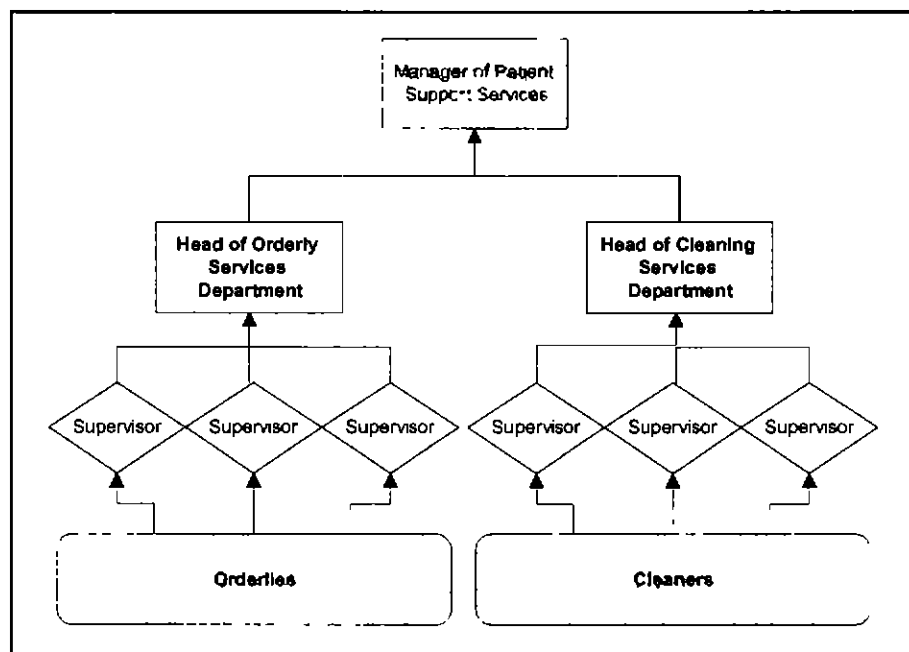 Manager of Patient
Support Services
Head of Orderly
Services
Department
Head of Cleaning
Services
Department
Supervisor
Supervisor
Supervisor
Supervisor
Supervisor
Supervisor
Orderlies
Cleaners